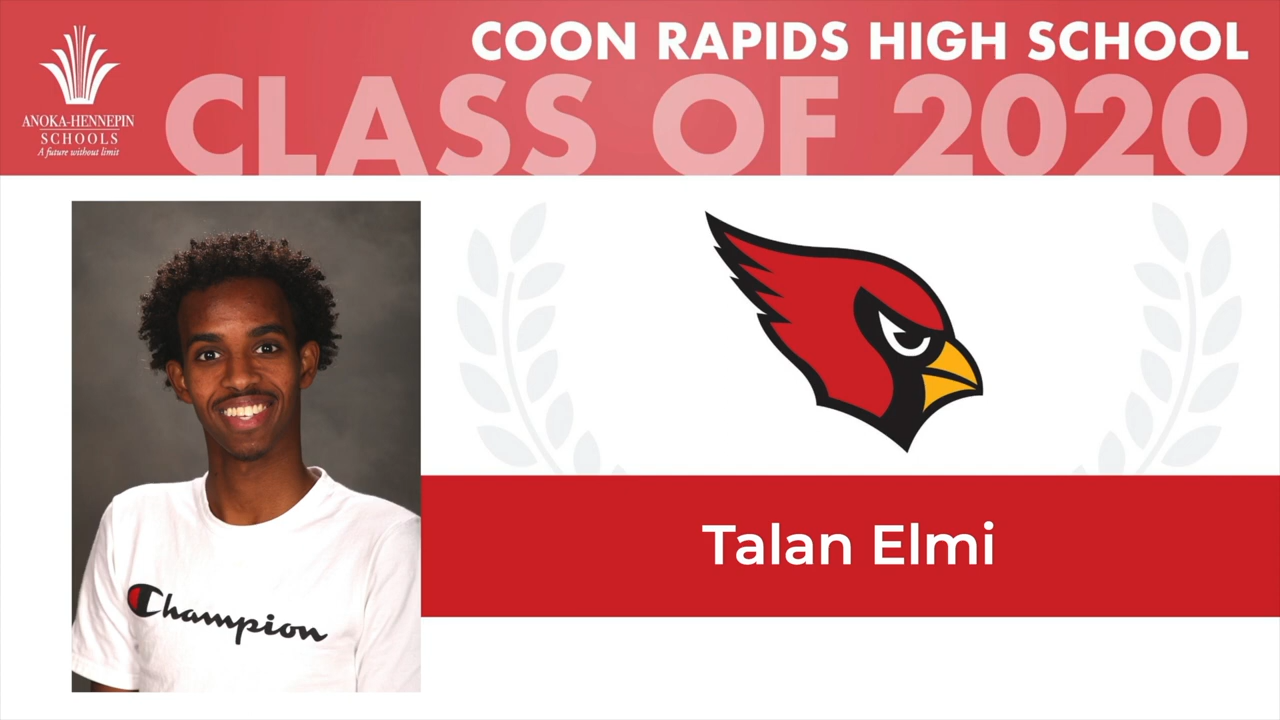 COON RAPIDS HIGH SCHOOL
CLASS OF 2020
ANOKA-HENNEPIN
SCHOOLS
A future without limit
Champion
Talan Elmi